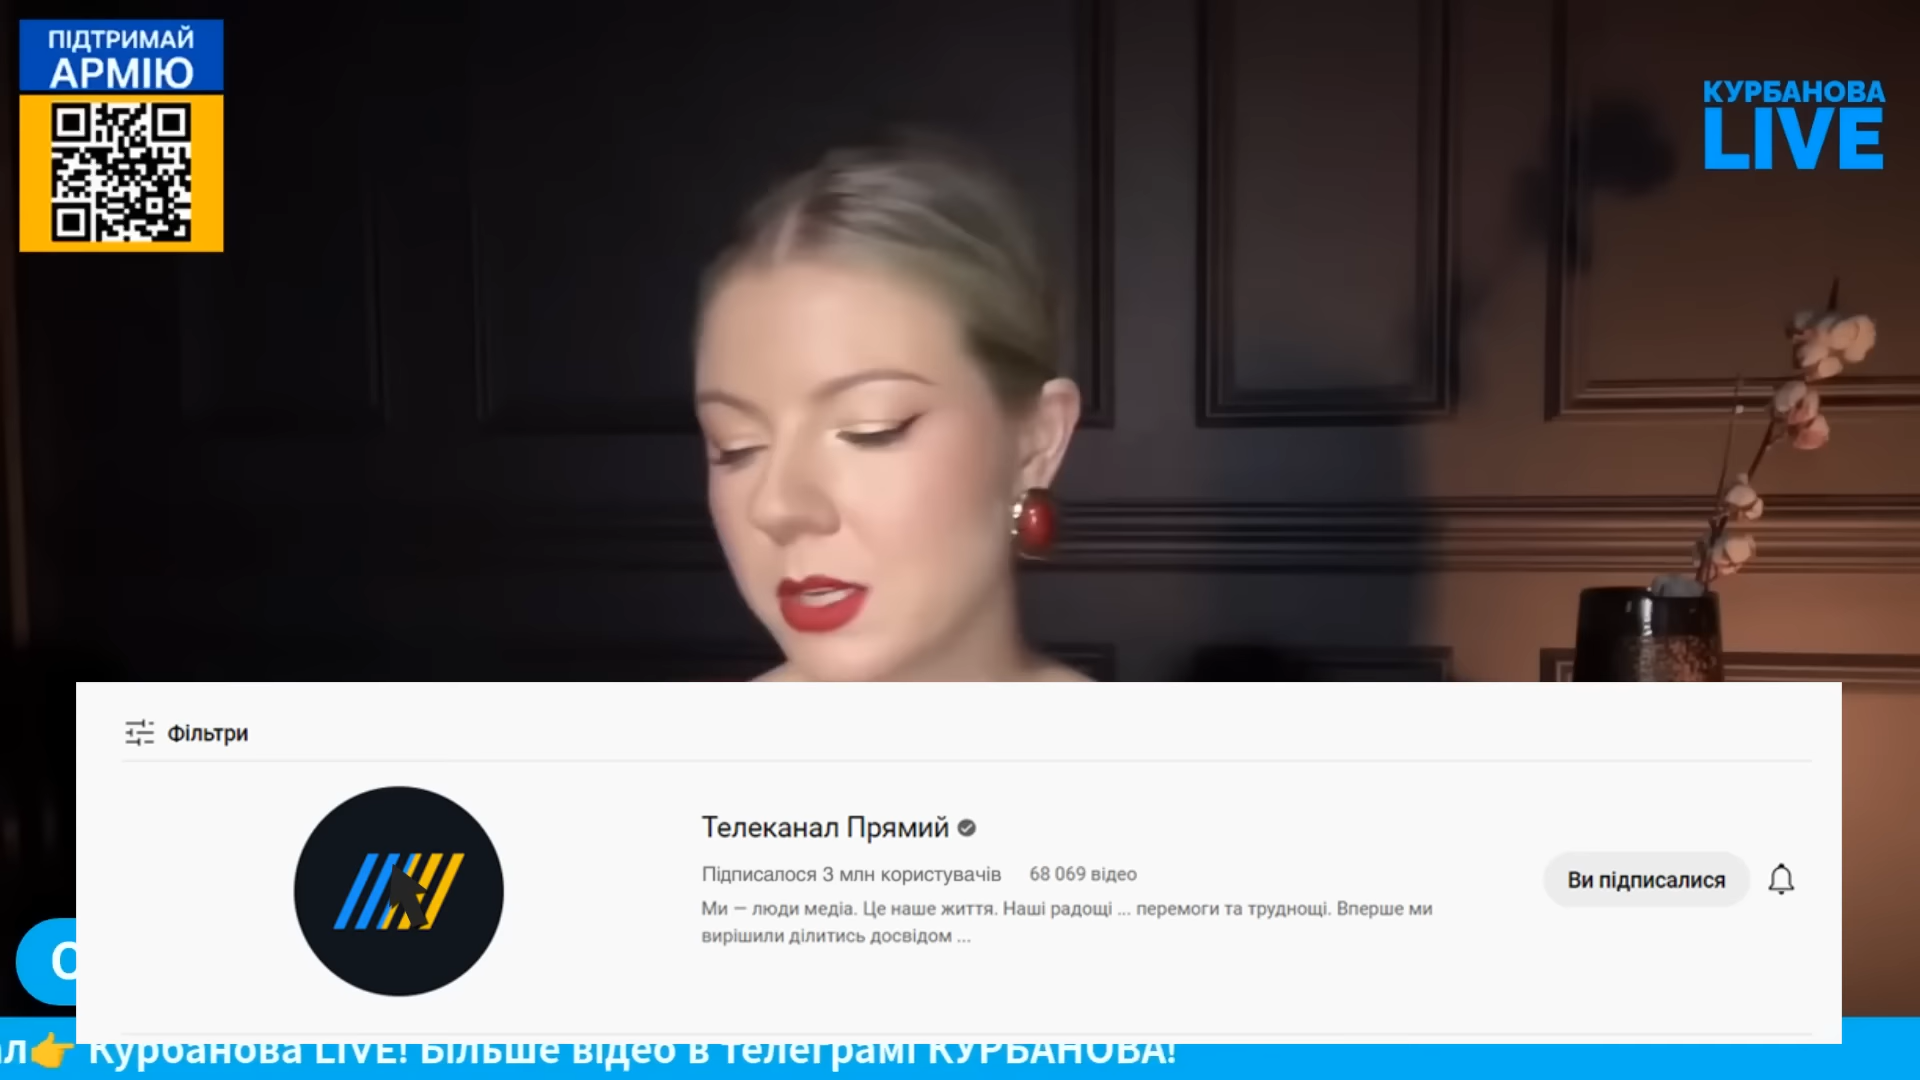 ПІДТРИМАЙ
АРМІЮ
КУРБАНОВА
LIVE
Фільтри
Телеканал Прямий
Підписалося 3 млн користувачів 68 069 відео
Ми — люди медіа. Це наше життя. Наші радощі ... перемоги та труднощі. Вперше ми
вирішили ділитись досвідом ...
Ви підписалися
Курбанова LIVE! Більше відео в телеграмі КУРБАНОВА!